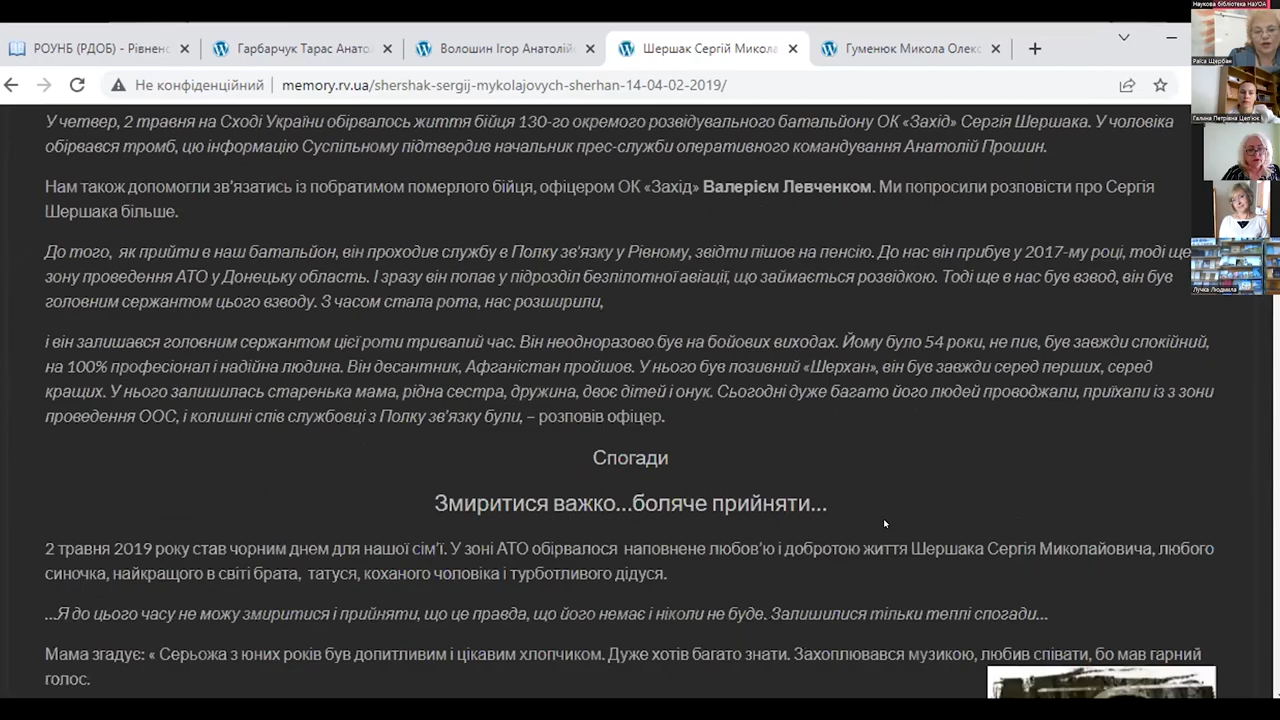 Наукова бібліотека НаУОА
РОУНБ (РДОБ) - Рівненс
Гарбарчук Тарас Анато
Волошин Ігор Анатолій
Шершак Сергій Микола
Гуменюк Микола Олекс
Раїса Щербан
Не конфіденційний
memory.rv.ua/shershak-sergij-mykolajovych-sherhan-14-04-02-2019/
Галина Петрівна Цеп'юк
У четвер, 2 травня на Сході України обірвалось життя бійця 130-го окремого розвідувального батальйону ОК «Захід» Сергія Шершака. У чоловіка
обірвався тромб, цю інформацію Суспільному підтвердив начальник прес-служби оперативного командування Анатолій Прошин.
Нам також допомогли зв’язатись із побратимом померлого бійця, офіцером ОК «Захід» Валерієм Левченком. Ми попросили розповісти про Сергія
Шершака більше.
До того, як прийти в наш батальйон, він проходив службу в Полку зв’язку у Рівному, звідти пішов на пенсію. До нас він прибув у 2017-му році, тоді ще
зону проведення АТО у Донецьку область. І зразу він попав у підрозділ безпілотної авіації, що займається розвідкою. Тоді ще в нас був взвод, він був
головним сержантом цього взводу. З часом стала рота, нас розширили,
Лучка Людмила
і він залишався головним сержантом цієї роти тривалий час. Він неодноразово був на бойових виходах. Йому було 54 роки, не пив, був завжди спокійний,
на 100% професіонал і надійна людина. Він десантник, Афганістан пройшов. У нього був позивний «Шерхан», він був завжди серед перших, серед
кращих. У нього залишилась старенька мама, рідна сестра, дружина, двоє дітей і онук. Сьогодні дуже багато його людей проводжали, приїхали із з зони
проведення ООС, і колишні спів службовці з Полку зв’язку були, – розповів офіцер.
Спогади
Змиритися важко…боляче прийняти…
2 травня 2019 року став чорним днем для нашої сім’ї. У зоні АТО обірвалося наповнене любов’ю і добротою життя Шершака Сергія Миколайовича, любого
синочка, найкращого в світі брата, татуся, коханого чоловіка і турботливого дідуся.
…Я до цього часу не можу змиритися і прийняти, що це правда, що його немає і ніколи не буде. Залишилися тільки теплі спогади…
Мама згадує: « Серьожа з юних років був допитливим і цікавим хлопчиком. Дуже хотів багато знати. Захоплювався музикою, любив співати, бо мав гарний
голос.